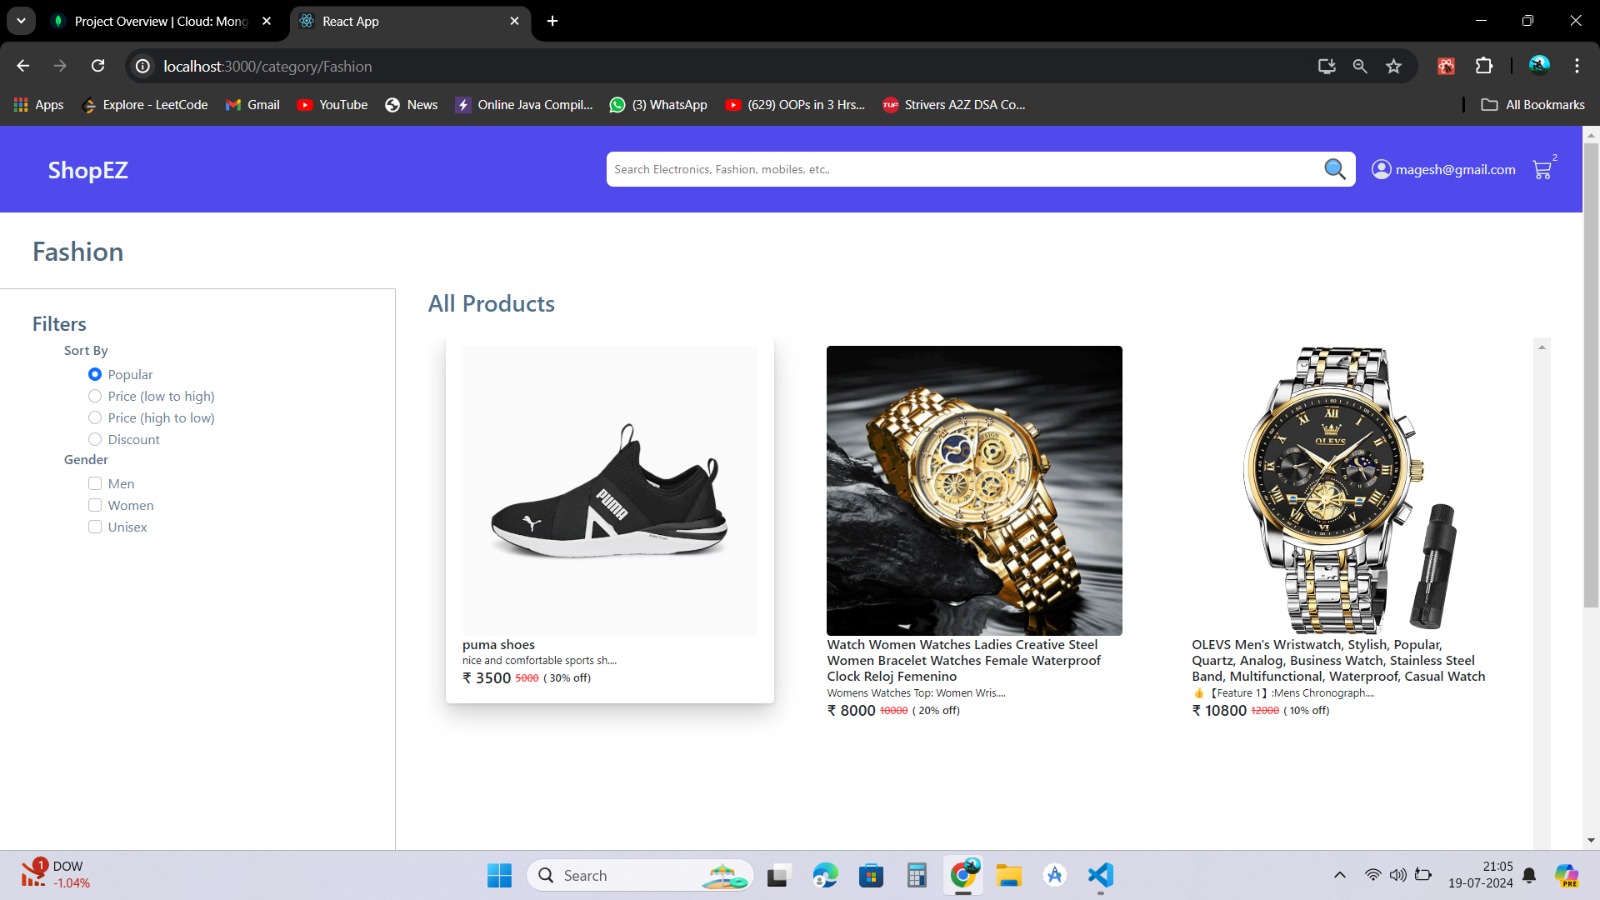 Project Overview | Cloud: Mong
React App
localhost:3000/category/Fashion
Apps
Explore - LeetCode
Gmail
YouTube
News
Online Java Compil...
(3) WhatsApp
(629) OOPs in 3 Hrs...
TUF
Strivers A2Z DSA Co...
All Bookmarks
ShopEZ
Search Electronics, Fashion, mobiles, etc.,
magesh@gmail.com
2
Fashion
Filters
Sort By
Popular
Price (low to high)
Price (high to low)
Discount
Gender
Men
Women
Unisex
All Products
PUMA
puma shoes
nice and comfortable sports sh....
₹ 3500 5000 ( 30% off)
Watch Women Watches Ladies Creative Steel
Women Bracelet Watches Female Waterproof
Clock Reloj Femenino
Womens Watches Top: Women Wris....
₹ 8000 10000 ( 20% off)
OLEVS
OLEVS Men's Wristwatch, Stylish, Popular,
Quartz, Analog, Business Watch, Stainless Steel
Band, Multifunctional, Waterproof, Casual Watch
👍【Feature 1】:Mens Chronograph....
₹ 10800 12000 ( 10% off)
1
DOW
-1.04%
Search
21:05
19-07-2024
PRE